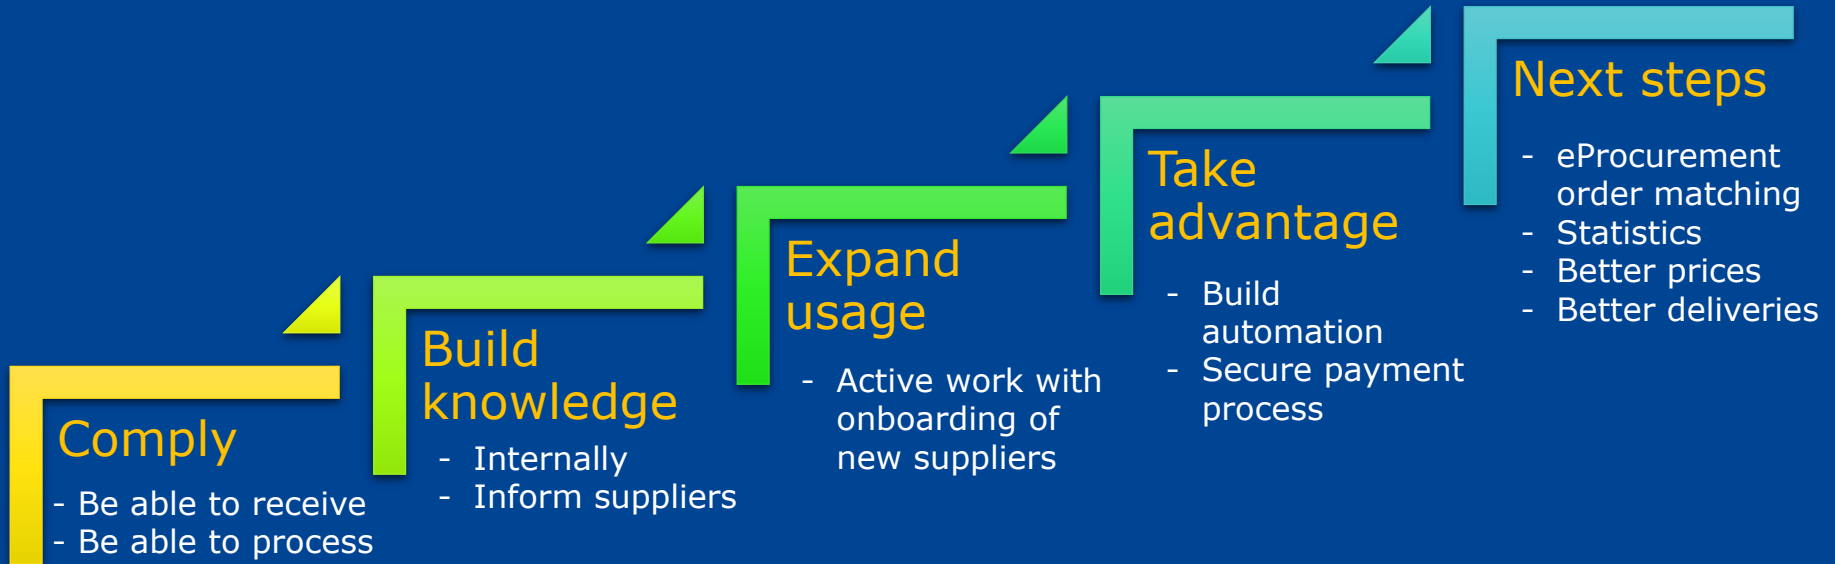 Comply
- Be able to receive
- Be able to process
Build
knowledge
- Internally
- Inform suppliers
Expand
usage
- Active work with
onboarding of
new suppliers
Take
advantage
- Build
automation
- Secure payment
process
Next steps
- eProcurement
order matching
- Statistics
- Better prices
- Better deliveries